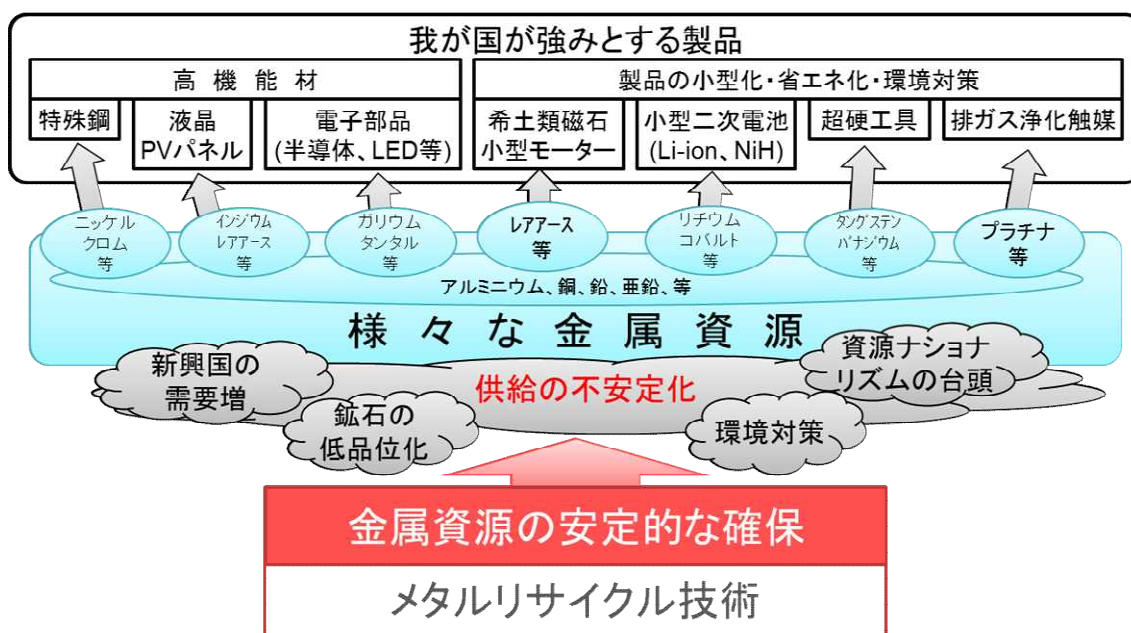 我が国が強みとする製品
高機能材
製品の小型化・省エネ化・環境対策
特殊鋼
液晶
PVパネル
電子部品
(半導体、LED等)
希土類磁石
小型モーター
小型二次電池
(Li-ion、NiH)
超硬工具
排ガス浄化触媒
ニッケル
クロム
等
インジウム
レアアース
等
ガリウム
タンタル
等
レアアース
等
リチウム
コバルト
等
タングステン
バナジウム
等
プラチナ
等
アルミニウム、銅、鉛、亜鉛、等
様々な金属資源
新興国の
需要増
供給の不安定化
資源ナショナ
リズムの台頭
鉱石の
低品位化
環境対策
金属資源の安定的な確保
メタルリサイクル技術